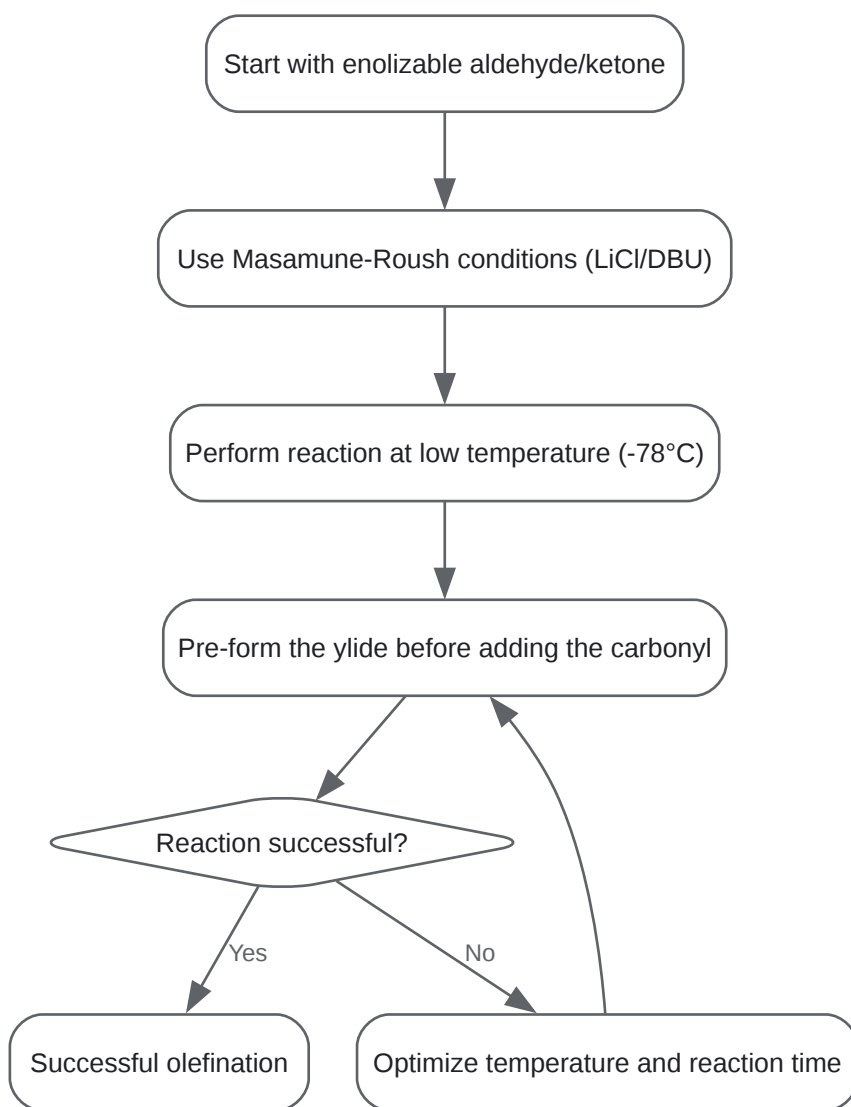 Start with enolizable aldehyde/ketone
Use Masamune-Roush conditions (LiCl/DBU)
Perform reaction at low temperature (-78°C)
Pre-form the ylide before adding the carbonyl
Reaction successful?
Yes
No
Successful olefination
Optimize temperature and reaction time